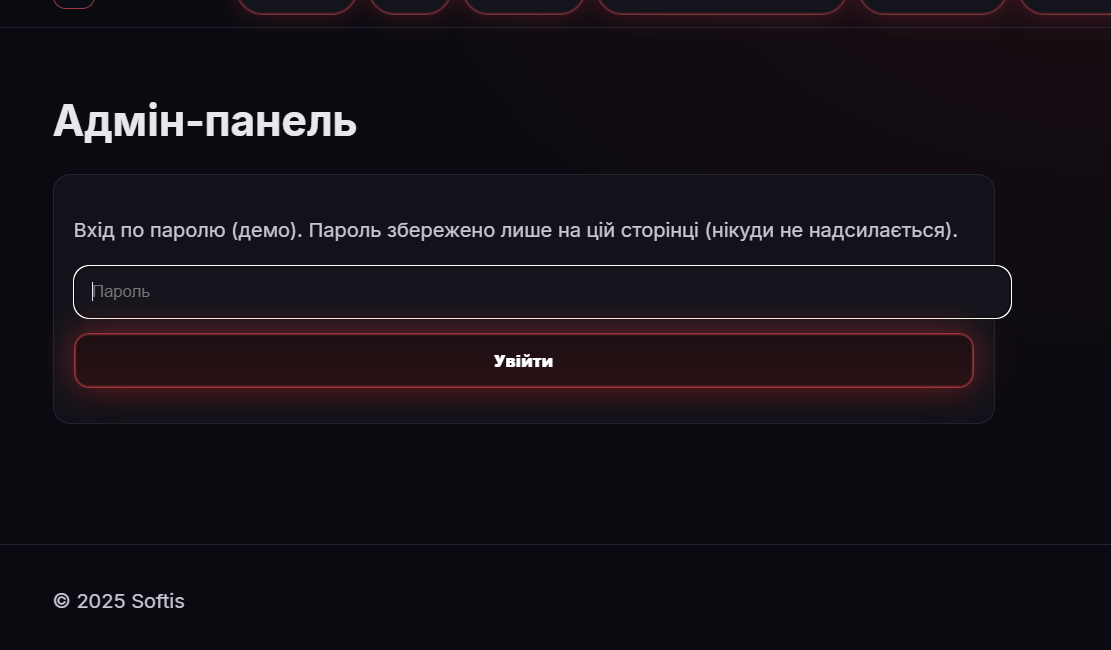 Адмін-панель
Вхід по паролю (демо). Пароль збережено лише на цій сторінці (нікуди не надсилається).
Пароль
Увійти
© 2025 Softis